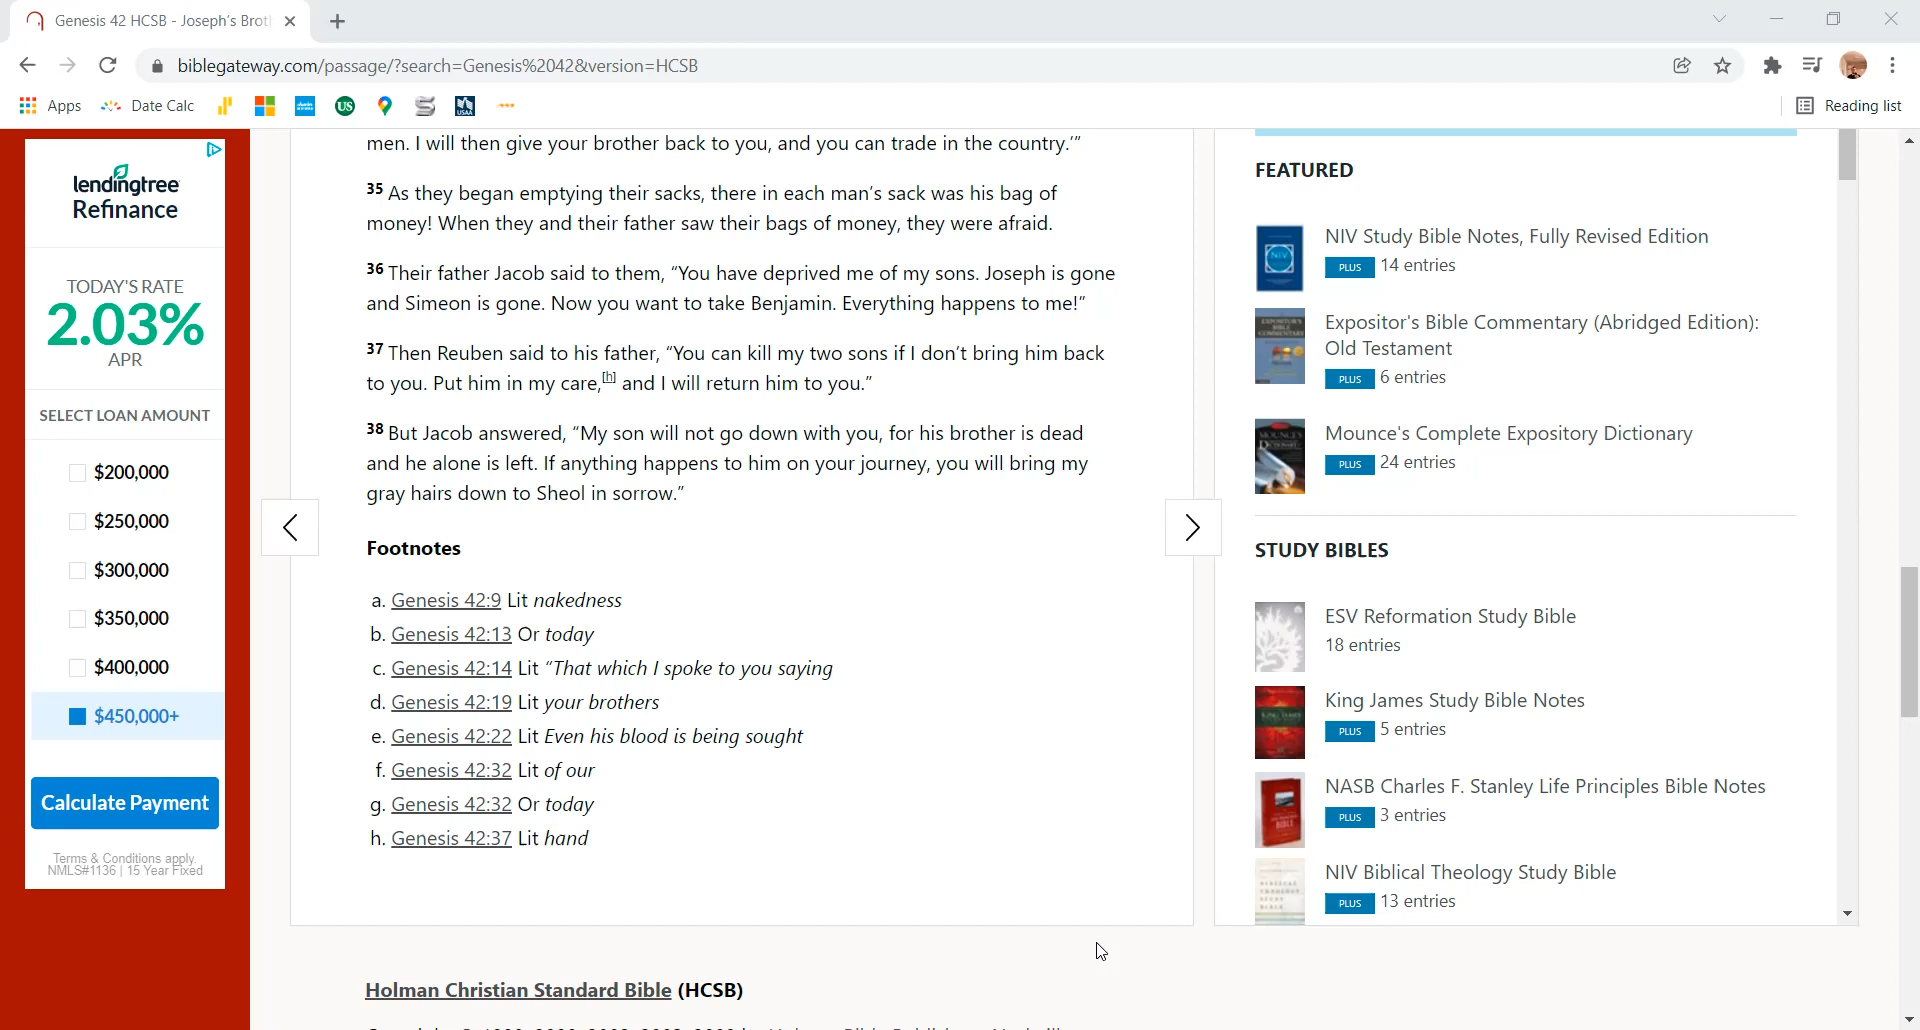 Genesis 42 HCSB - Joseph's Brot
biblegateway.com/passage/?search=Genesis%2042&version=HCSB
Apps
Date Calc
US
USAA
Reading list
lendingtree
Refinance
TODAY'S RATE
2.03%
APR
SELECT LOAN AMOUNT
$200,000
$250,000
$300,000
$350,000
$400,000
$450,000+
Calculate Payment
Terms & Conditions apply.
NMLS#1136 | 15 Year Fixed
men. I will then give your brother back to you, and you can trade in the country.’”
35 As they began emptying their sacks, there in each man’s sack was his bag of
money! When they and their father saw their bags of money, they were afraid.
36 Their father Jacob said to them, “You have deprived me of my sons. Joseph is gone
and Simeon is gone. Now you want to take Benjamin. Everything happens to me!”
37 Then Reuben said to his father, “You can kill my two sons if I don’t bring him back
to you. Put him in my care,[h] and I will return him to you.”
38 But Jacob answered, “My son will not go down with you, for his brother is dead
and he alone is left. If anything happens to him on your journey, you will bring my
gray hairs down to Sheol in sorrow.”
Footnotes
a. Genesis 42:9 Lit nakedness
b. Genesis 42:13 Or today
c. Genesis 42:14 Lit “That which I spoke to you saying
d. Genesis 42:19 Lit your brothers
e. Genesis 42:22 Lit Even his blood is being sought
f. Genesis 42:32 Lit of our
g. Genesis 42:32 Or today
h. Genesis 42:37 Lit hand
Holman Christian Standard Bible (HCSB)
FEATURED
NIV
NIV Study Bible Notes, Fully Revised Edition
PLUS 14 entries
EXPOSITOR'S
BIBLE
COMMENTARY
Expositor's Bible Commentary (Abridged Edition):
Old Testament
PLUS 6 entries
MOUNCE'S
DICTIONARY
Mounce's Complete Expository Dictionary
PLUS 24 entries
STUDY BIBLES
ESV Reformation Study Bible
18 entries
KING JAMES
King James Study Bible Notes
PLUS 5 entries
BIBLE
NASB Charles F. Stanley Life Principles Bible Notes
PLUS 3 entries
BIBLICAL
THEOLOGY
STUDY
BIBLE
NIV Biblical Theology Study Bible
PLUS 13 entries